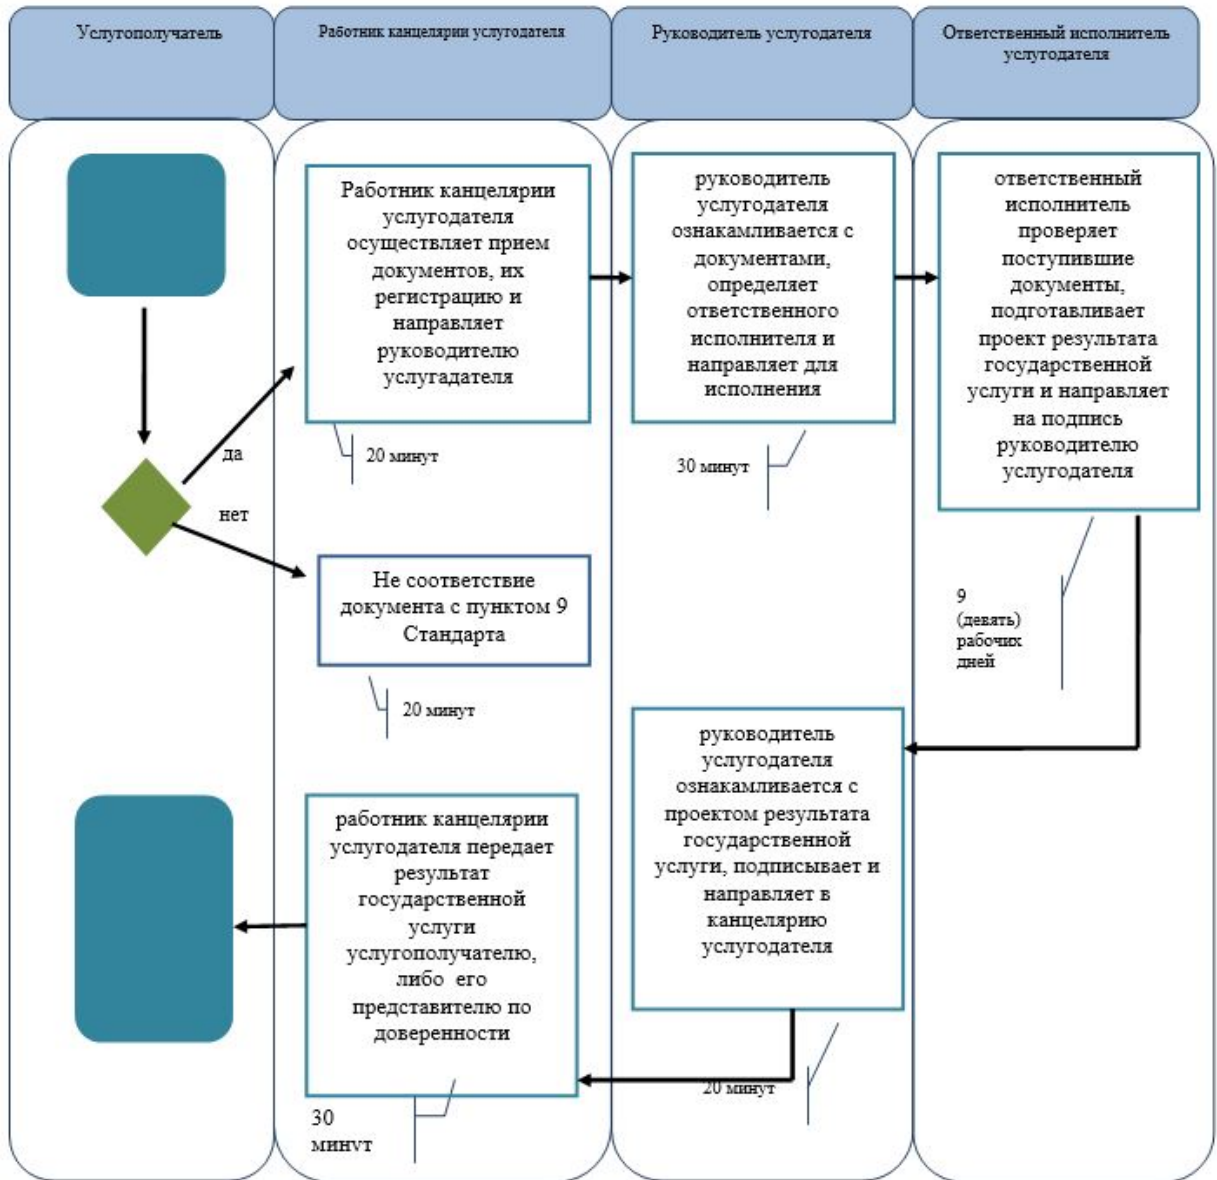 Услугополучатель
Работник канцелярии услугодателя
Руководитель услугодателя
Ответственный исполнитель
услугодателя
Работник канцелярии
услугодателя
осуществляет прием
документов, их
регистрацию и
направляет
руководителю
услугадателя
20 минут
руководитель
услугодателя
ознакамливается с
документами,
определяет
ответственного
исполнителя и
направляет для
исполнения
30 минут
ответственный
исполнитель
проверяет
поступившие
документы,
подготавливает
проект результата
государственной
услуги и направляет
на подпись
руководителю
услугодателя
9
(девять)
рабочих
дней
да
нет
Не соответствие
документа с пунктом 9
Стандарта
20 минут
руководитель
услугодателя
ознакамливается с
проектом результата
государственной
услуги, подписывает и
направляет в
канцелярию
услугодателя
20 минут
работник канцелярии
услугодателя передает
результат
государственной
услуги
услугополучателю,
либо его
представителю по
доверенности
30
минут